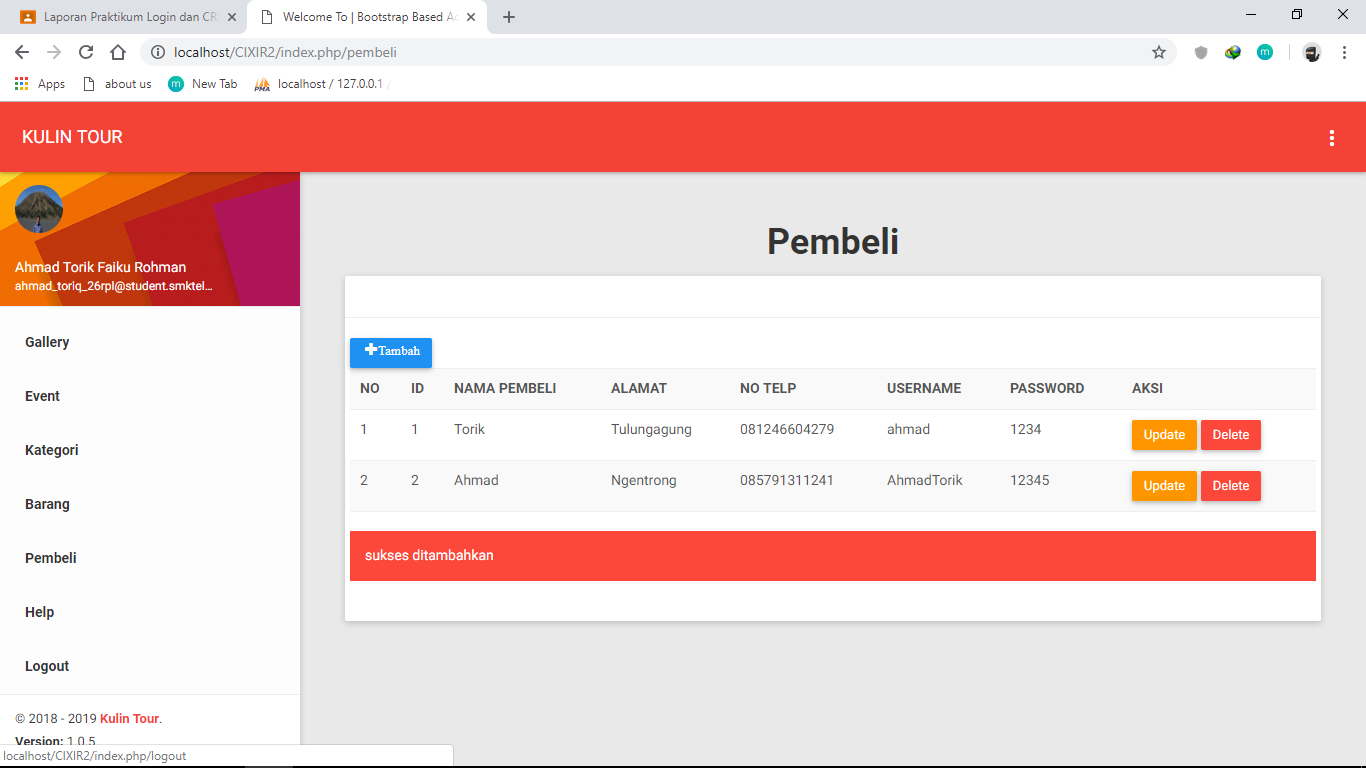 Laporan Praktikum Login dan CR
Welcome To | Bootstrap Based Ad
localhost/CIXIR2/index.php/pembeli
Apps
about us
m
New Tab
PMA
localhost / 127.0.0.1 /
m
KULIN TOUR
Ahmad Torik Faiku Rohman
ahmad_toriq_26rpl@student.smktel...
Gallery
Event
Kategori
Barang
Pembeli
Help
Logout
© 2018 - 2019 Kulin Tour.
Version: 1.0.5
localhost/CIXIR2/index.php/logout
Pembeli
Tambah
NO ID NAMA PEMBELI ALAMAT NO TELP USERNAME PASSWORD AKSI
1 1 Torik Tulungagung 081246604279 ahmad 1234 Update Delete
2 2 Ahmad Ngentrong 085791311241 AhmadTorik 12345 Update Delete
sukses ditambahkan